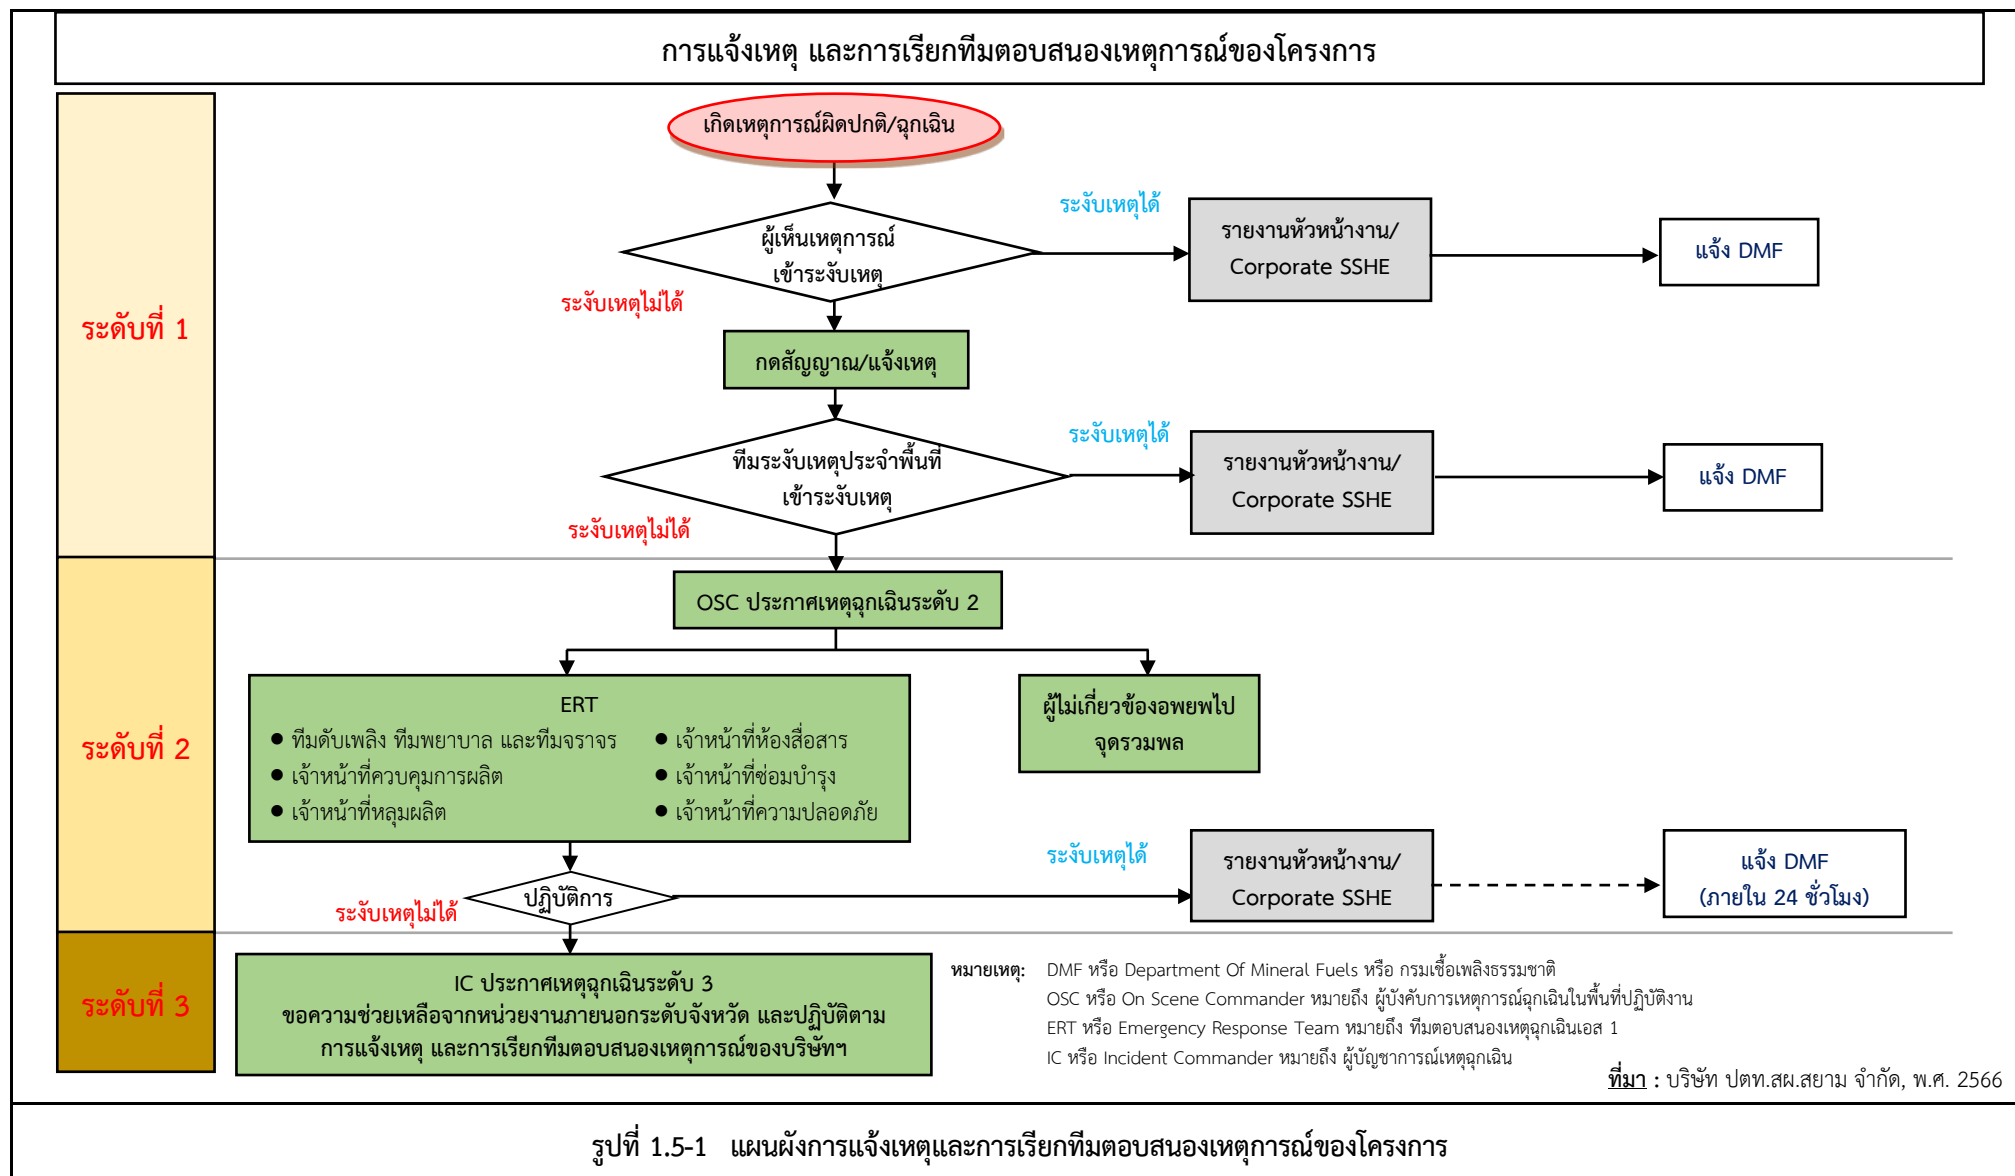 การแจ้งเหตุ และการเรียกทีมตอบสนองเหตุการณ์ของโครงการ
ระดับที่ 1
เกิดเหตุการณ์ผิดปกติ/ฉุกเฉิน
ผู้เห็นเหตุการณ์
เข้าระงับเหตุ
ระงับเหตุได้
รายงานหัวหน้างาน/
Corporate SSHE
แจ้ง DMF
ระงับเหตุไม่ได้
กดสัญญาณ/แจ้งเหตุ
ทีมระงับเหตุประจำพื้นที่
เข้าระงับเหตุ
ระงับเหตุได้
รายงานหัวหน้างาน/
Corporate SSHE
แจ้ง DMF
ระงับเหตุไม่ได้
ระดับที่ 2
OSC ประกาศเหตุฉุกเฉินระดับ 2
ERT
● ทีมดับเพลิง ทีมพยาบาล และทีมจราจร
● เจ้าหน้าที่ควบคุมการผลิต
● เจ้าหน้าที่หลุมผลิต
● เจ้าหน้าที่ห้องสื่อสาร
● เจ้าหน้าที่ซ่อมบำรุง
● เจ้าหน้าที่ความปลอดภัย
ผู้ไม่เกี่ยวข้องอพยพไป
จุดรวมพล
ปฏิบัติการ
ระงับเหตุได้
รายงานหัวหน้างาน/
Corporate SSHE
แจ้ง DMF
(ภายใน 24 ชั่วโมง)
ระงับเหตุไม่ได้
ระดับที่ 3
IC ประกาศเหตุฉุกเฉินระดับ 3
ขอความช่วยเหลือจากหน่วยงานภายนอกระดับจังหวัด และปฏิบัติตาม
การแจ้งเหตุ และการเรียกทีมตอบสนองเหตุการณ์ของบริษัทฯ
หมายเหตุ: DMF หรือ Department Of Mineral Fuels หรือ กรมเชื้อเพลิงธรรมชาติ
OSC หรือ On Scene Commander หมายถึง ผู้บังคับการเหตุการณ์ฉุกเฉินในพื้นที่ปฏิบัติงาน
ERT หรือ Emergency Response Team หมายถึง ทีมตอบสนองเหตุฉุกเฉินเอส 1
IC หรือ Incident Commander หมายถึง ผู้บัญชาการณ์เหตุฉุกเฉิน
ที่มา : บริษัท ปตท.สผ.สยาม จำกัด, พ.ศ. 2566
รูปที่ 1.5-1 แผนผังการแจ้งเหตุและการเรียกทีมตอบสนองเหตุการณ์ของโครงการ